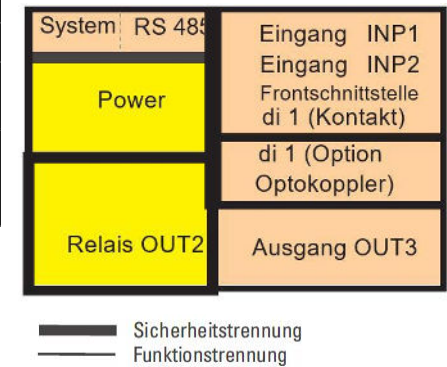 System RS 485
Power
Relais OUT2
Eingang INP1
Eingang INP2
Frontschnittstelle
di 1 (Kontakt)
di 1 (Option
Optokoppler)
Ausgang OUT3
Sicherheitstrennung
Funktionstrennung